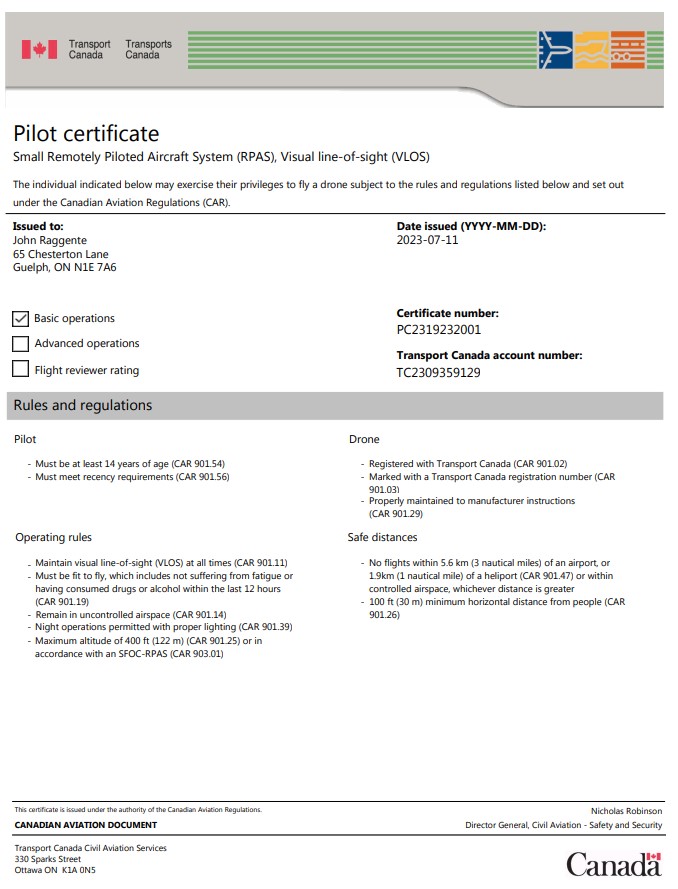 Transport Canada
Transports Canada
Pilot certificate
Small Remotely Piloted Aircraft System (RPAS), Visual line-of-sight (VLOS)
The individual indicated below may exercise their privileges to fly a drone subject to the rules and regulations listed below and set out
under the Canadian Aviation Regulations (CAR).
Issued to:
John Raggente
65 Chesterton Lane
Guelph, ON N1E 7A6
Date issued (YYYY-MM-DD):
2023-07-11
Basic operations
Advanced operations
Flight reviewer rating
Certificate number:
PC2319232001
Transport Canada account number:
TC2309359129
Rules and regulations
Pilot
- Must be at least 14 years of age (CAR 901.54)
- Must meet recency requirements (CAR 901.56)
Drone
- Registered with Transport Canada (CAR 901.02)
- Marked with a Transport Canada registration number (CAR
901.03)
- Properly maintained to manufacturer instructions
(CAR 901.29)
Operating rules
- Maintain visual line-of-sight (VLOS) at all times (CAR 901.11)
- Must be fit to fly, which includes not suffering from fatigue or
having consumed drugs or alcohol within the last 12 hours
(CAR 901.19)
- Remain in uncontrolled airspace (CAR 901.14)
- Night operations permitted with proper lighting (CAR 901.39)
- Maximum altitude of 400 ft (122 m) (CAR 901.25) or in
accordance with an SFOC-RPAS (CAR 903.01)
Safe distances
- No flights within 5.6 km (3 nautical miles) of an airport, or
1.9km (1 nautical mile) of a heliport (CAR 901.47) or within
controlled airspace, whichever distance is greater
- 100 ft (30 m) minimum horizontal distance from people (CAR
901.26)
This certificate is issued under the authority of the Canadian Aviation Regulations.
CANADIAN AVIATION DOCUMENT
Nicholas Robinson
Director General, Civil Aviation - Safety and Security
Transport Canada Civil Aviation Services
330 Sparks Street
Ottawa ON K1A 0N5
Canada